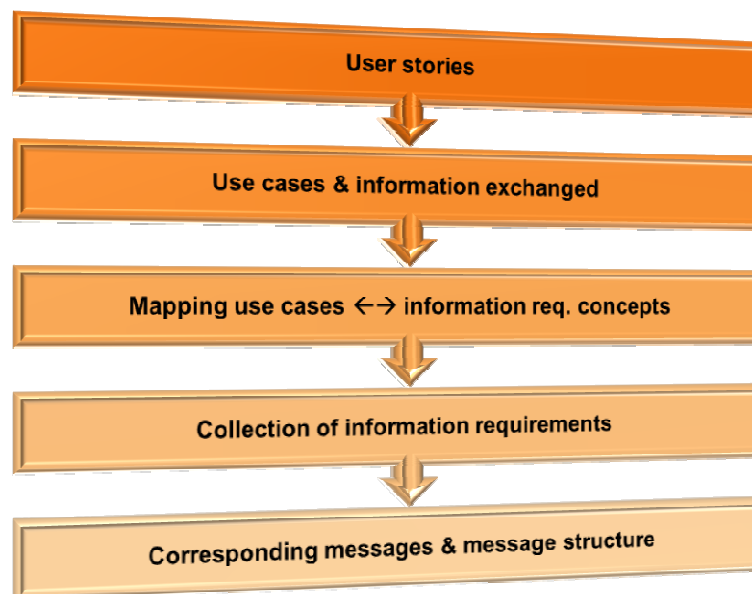 User stories
Use cases & information exchanged
Mapping use cases ←→ information req. concepts
Collection of information requirements
Corresponding messages & message structure